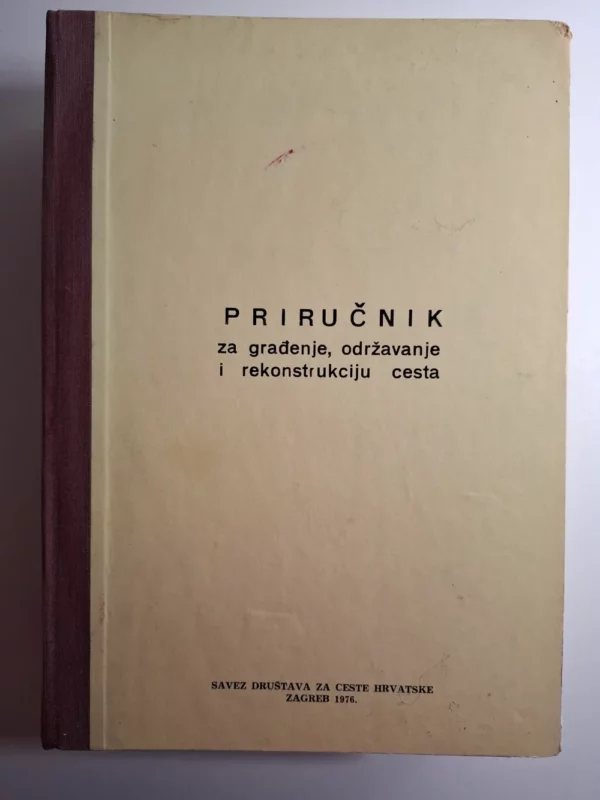 PRIRUČNIK
za građenje, održavanje
i rekonstrukciju cesta
SAVEZ DRUŠTAVA ZA CESTE HRVATSKE
ZAGREB 1976.